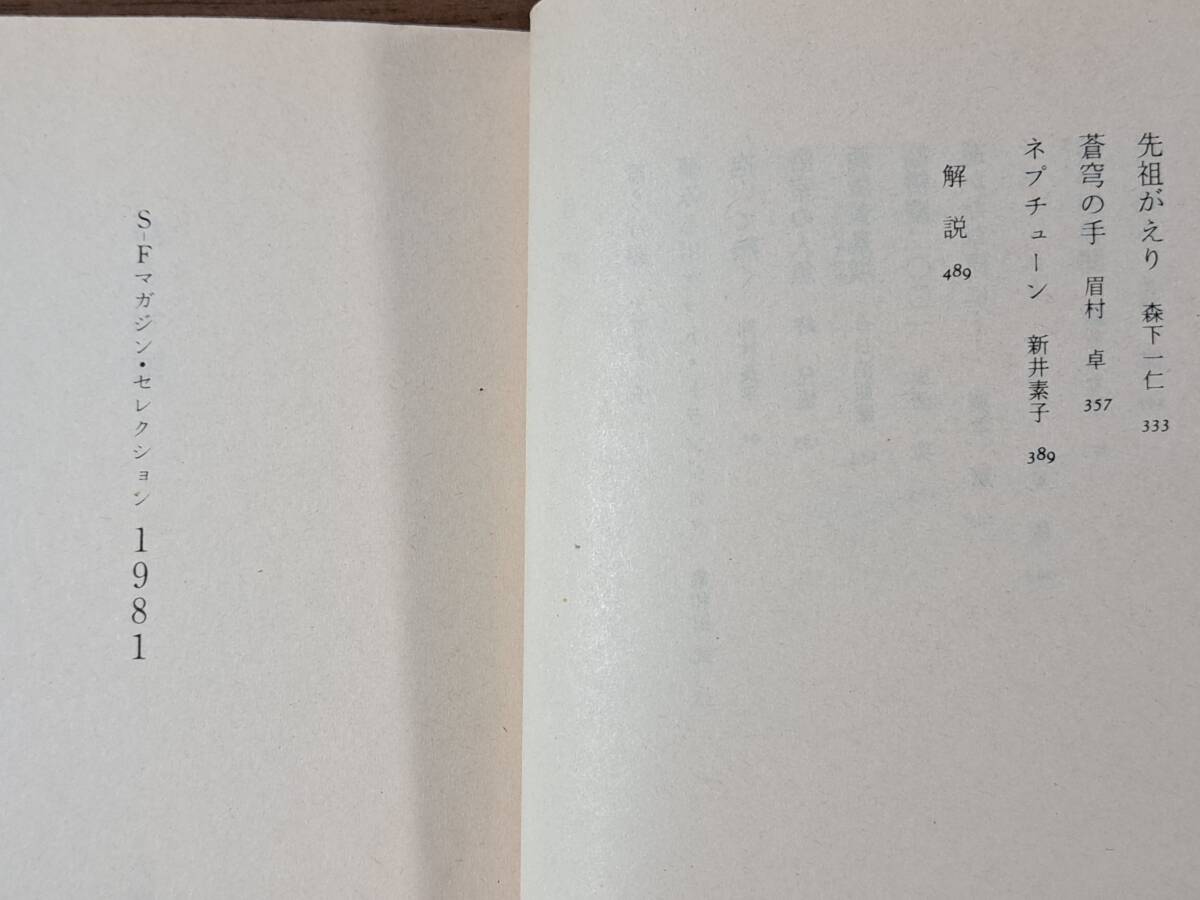 先祖がえり 森下一仁 333
蒼穹の手 眉村 卓 357
ネプチューン 新井素子 389
解説 489
S-Fマガジン・セレクション 1981